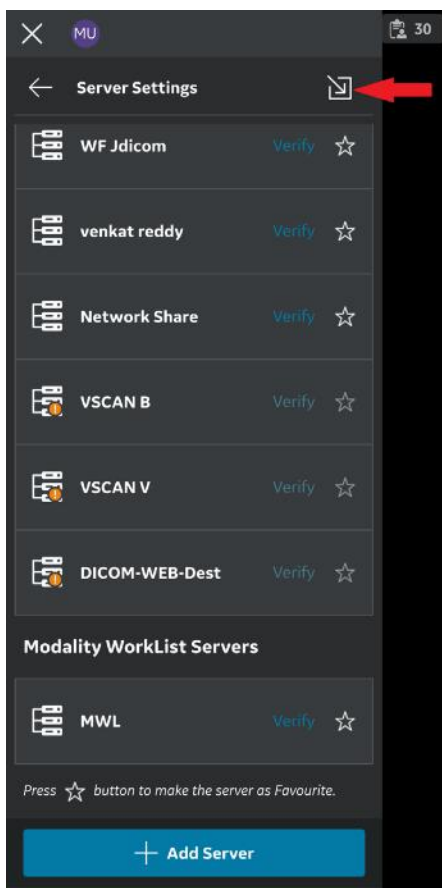 MU
30
Server Settings
WF Jdicom Verify
venkat reddy Verify
Network Share Verify
VSCAN B Verify
VSCAN V Verify
DICOM-WEB-Dest Verify
Modality WorkList Servers
MWL Verify
Press ☆ button to make the server as Favourite.
+ Add Server